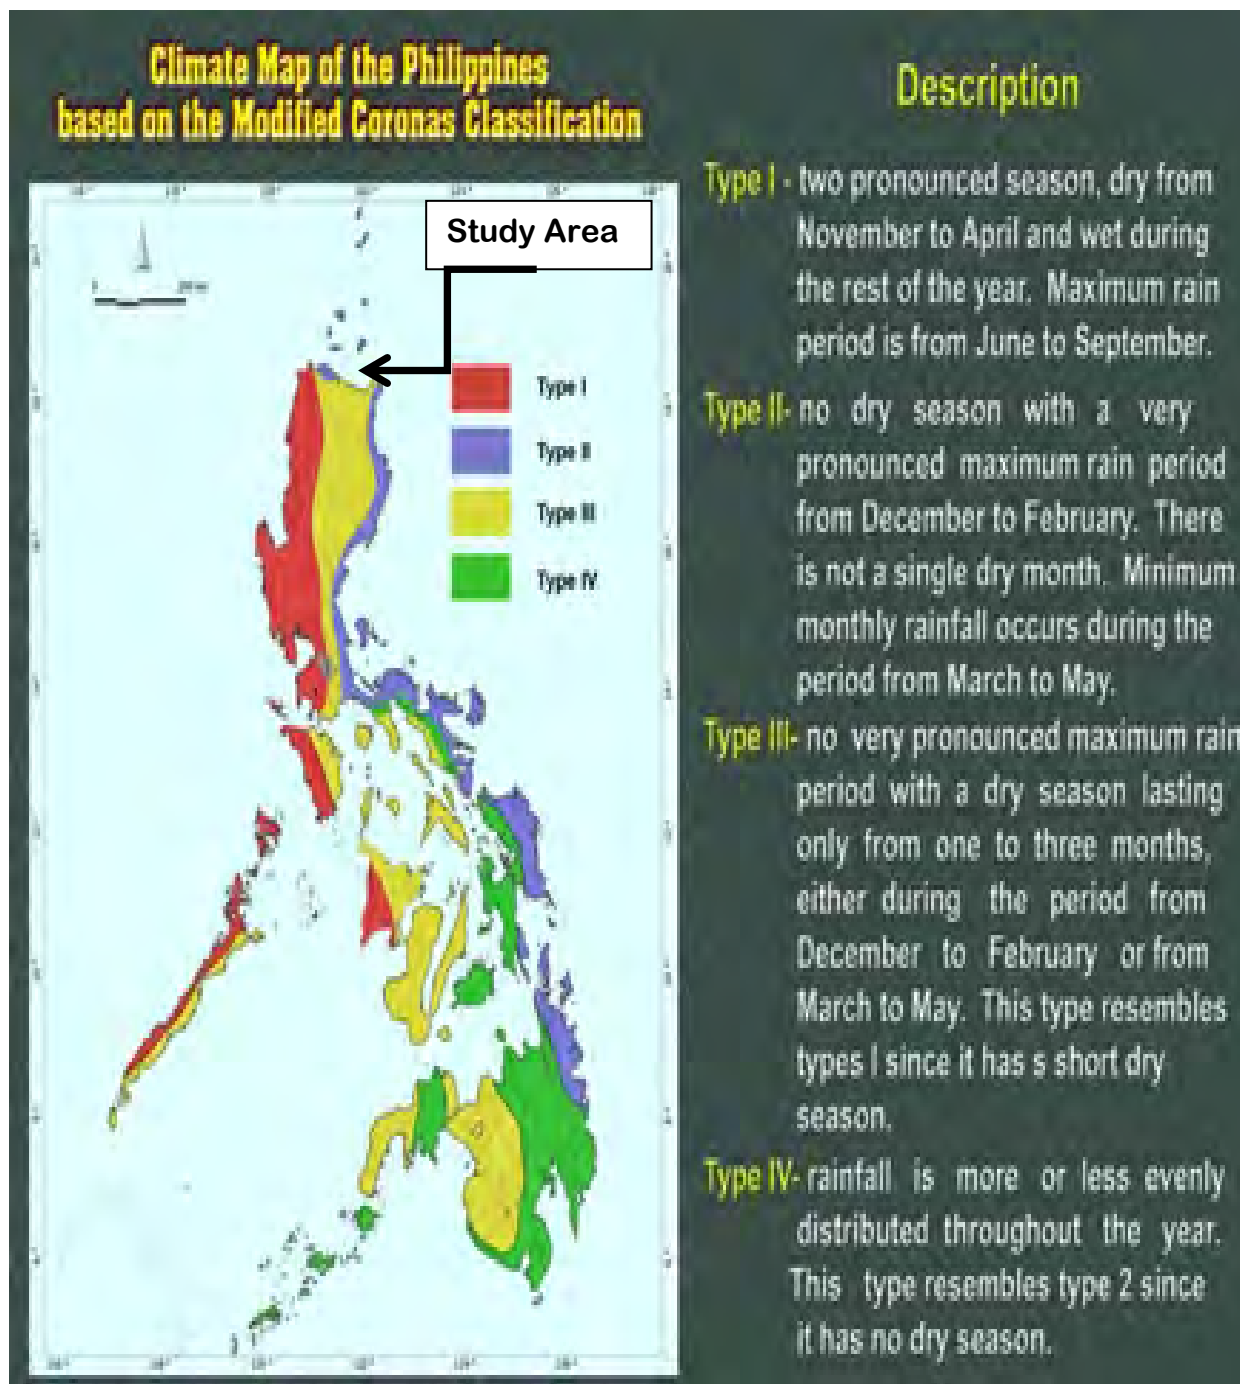 Climate Map of the Philippines
based on the Modified Coronas Classification
Study Area
Type I
Type II
Type III
Type IV
Description
Type I - two pronounced season, dry from
November to April and wet during
the rest of the year. Maximum rain
period is from June to September.
Type II- no dry season with a very
pronounced maximum rain period
from December to February. There
is not a single dry month. Minimum
monthly rainfall occurs during the
period from March to May.
Type III- no very pronounced maximum rain
period with a dry season lasting
only from one to three months,
either during the period from
December to February or from
March to May. This type resembles
types I since it has s short dry
season.
Type IV- rainfall is more or less evenly
distributed throughout the year.
This type resembles type 2 since
it has no dry season.